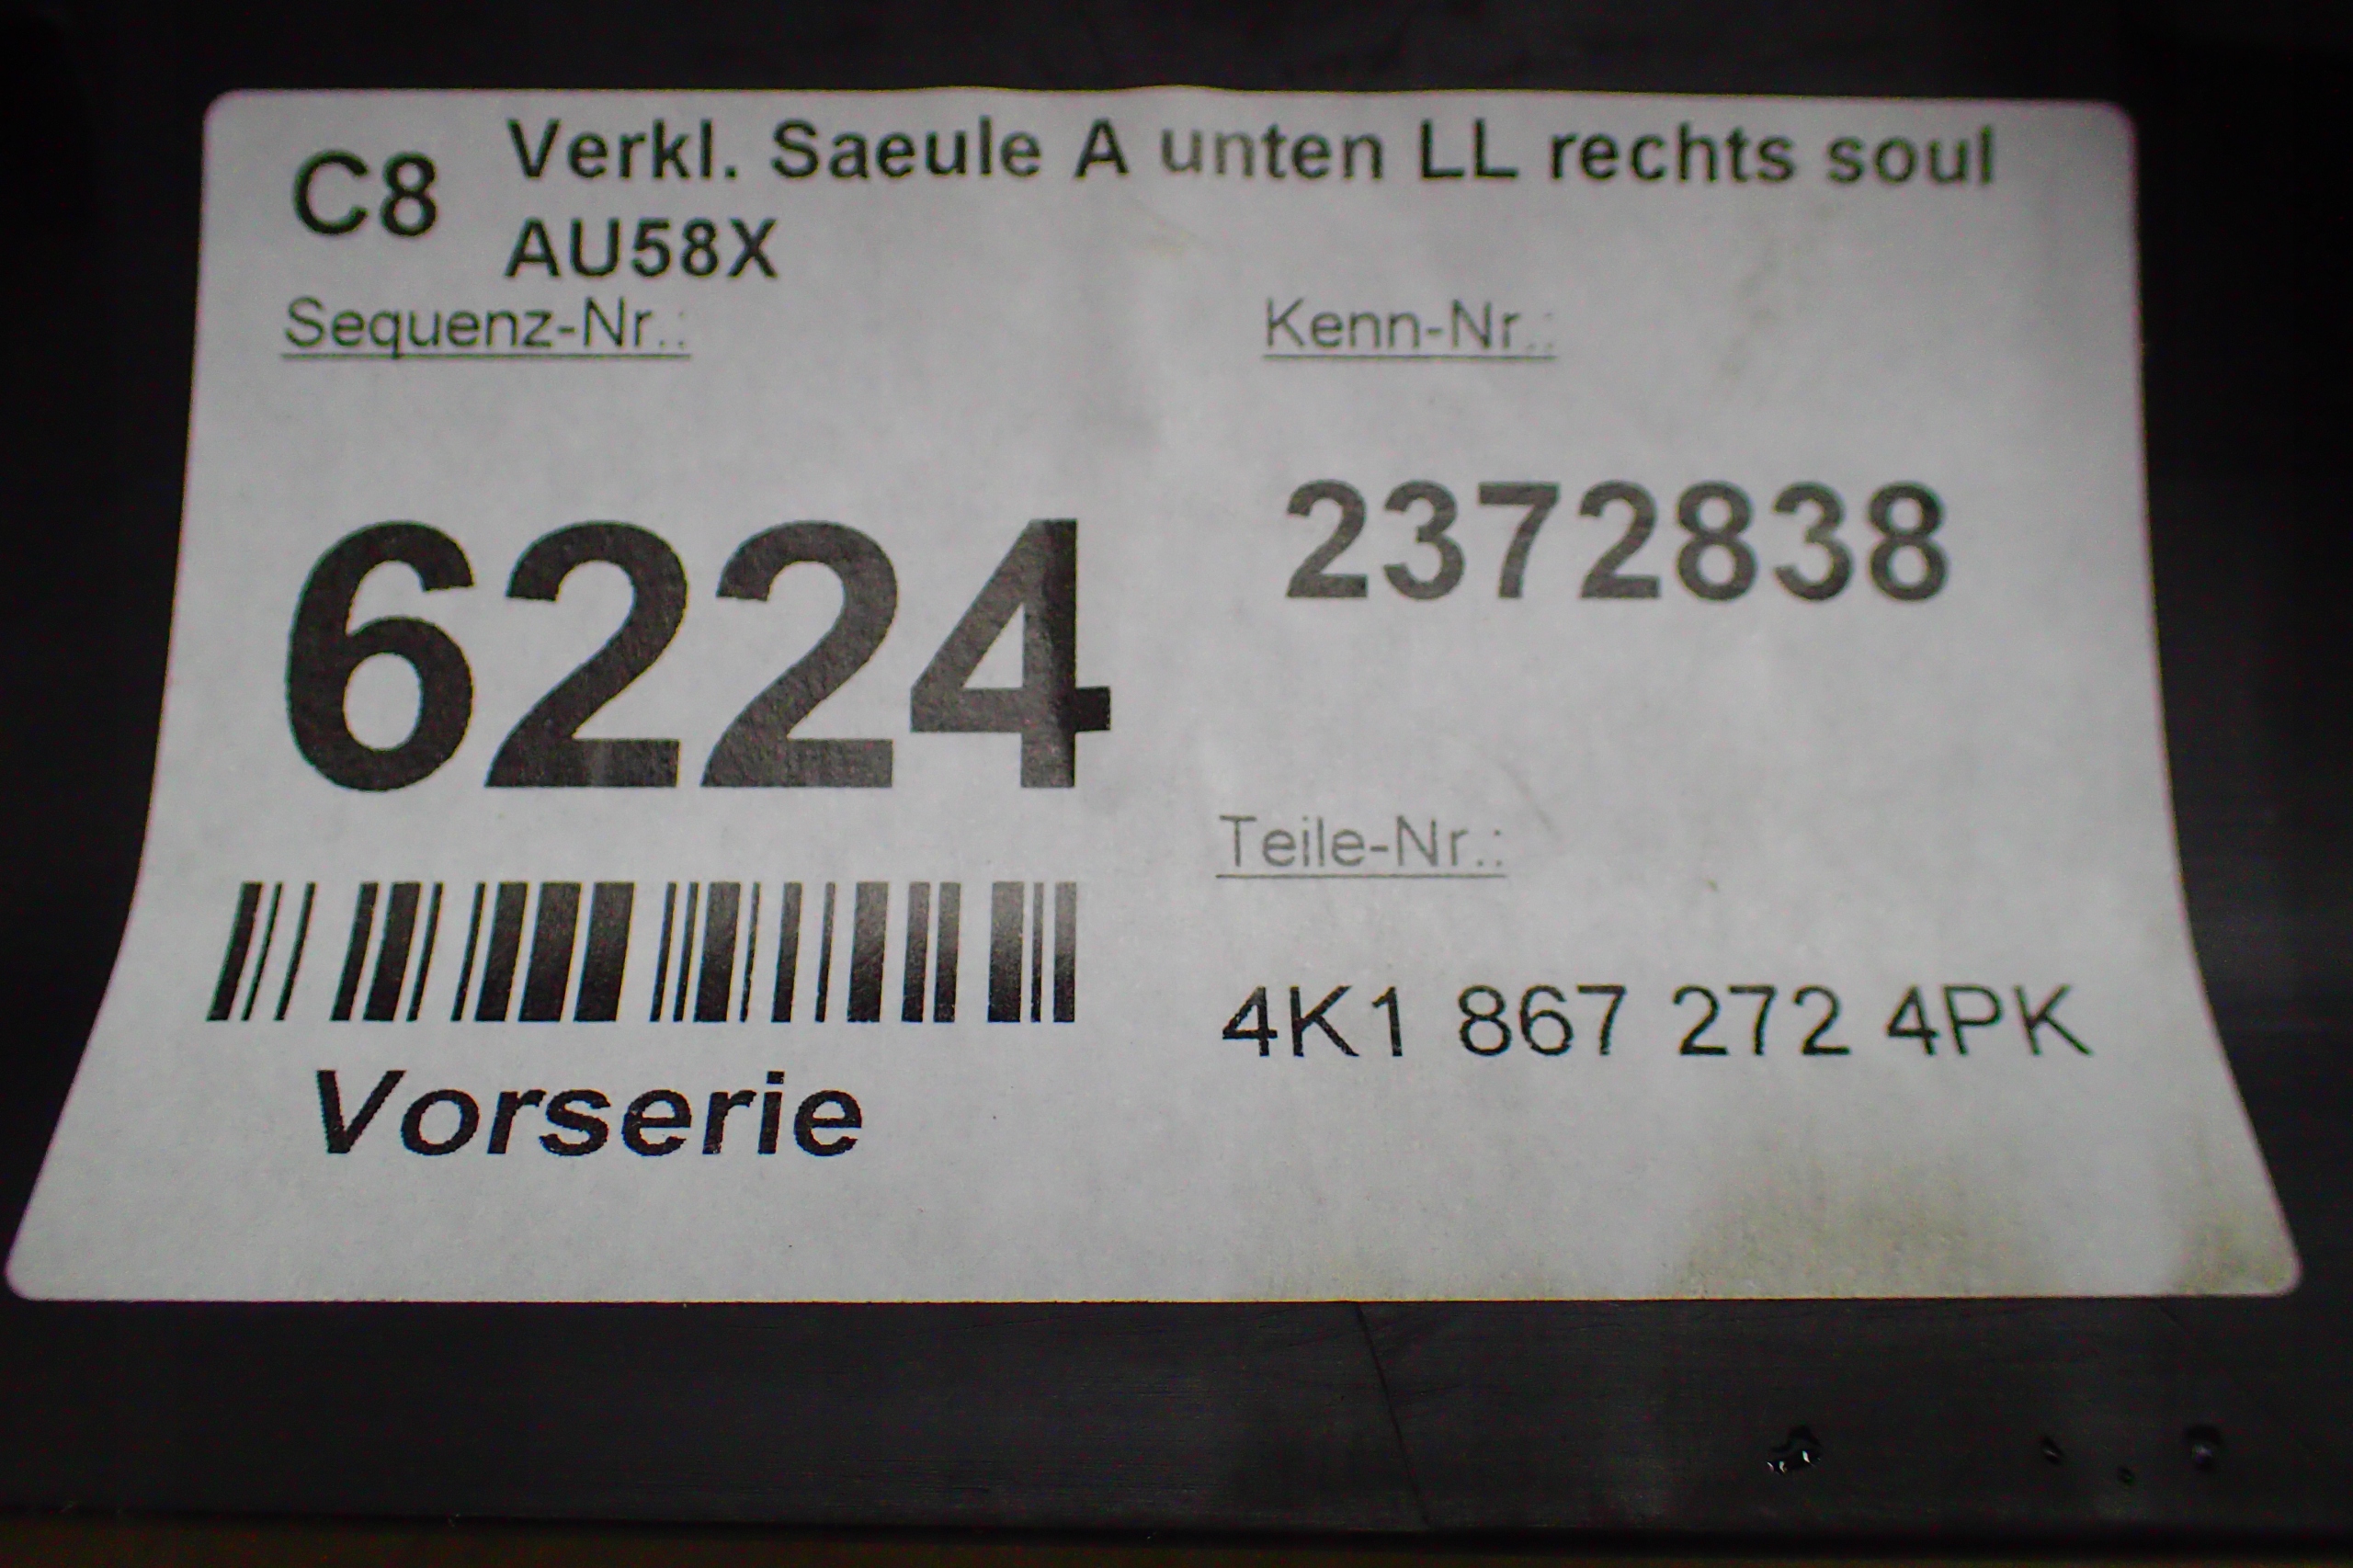 C8 Verkl. Saeule A unten LL rechts soul
AU58X
Sequenz-Nr.: Kenn-Nr.:
6224 2372838
Teile-Nr.:
4K1 867 272 4PK
Vorserie